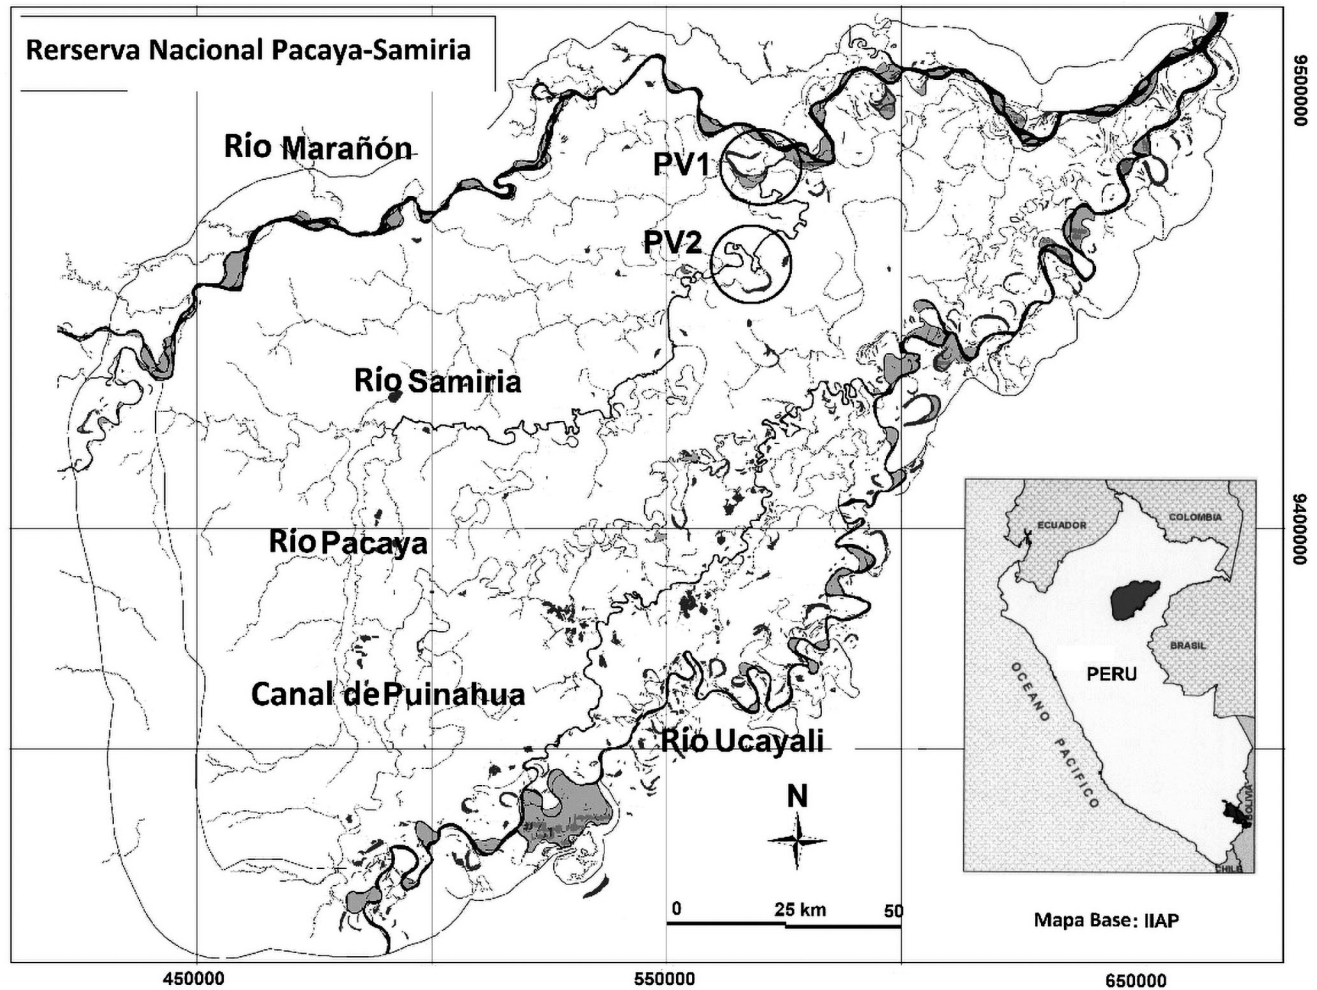 Rerserva Nacional Pacaya-Samiria
9500000
Río Marañón
PV1
PV2
Río Samiria
ECUADOR
COLOMBIA
Río Pacaya
9400000
BRASIL
PERU
OCEANO PACIFICO
Canal de Puinahua
Río Ucayali
N
BOLIVIA
CHILE
0
25 km
50
Mapa Base: IIAP
450000
550000
650000